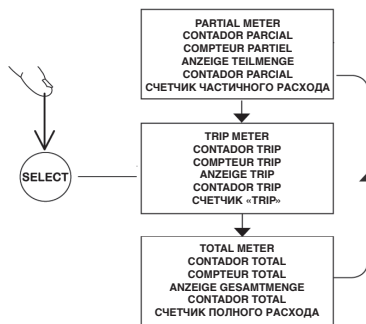 PARTIAL METER
CONTADOR PARCIAL
COMPTEUR PARTIEL
ANZEIGE TEILMENGE
CONTADOR PARCIAL
СЧЕТЧИК ЧАСТИЧНОГО РАСХОДА
SELECT
TRIP METER
CONTADOR TRIP
COMPTEUR TRIP
ANZEIGE TRIP
CONTADOR TRIP
СЧЕТЧИК «TRIP»
TOTAL METER
CONTADOR TOTAL
COMPTEUR TOTAL
ANZEIGE GESAMTMENGE
CONTADOR TOTAL
СЧЕТЧИК ПОЛНОГО РАСХОДА